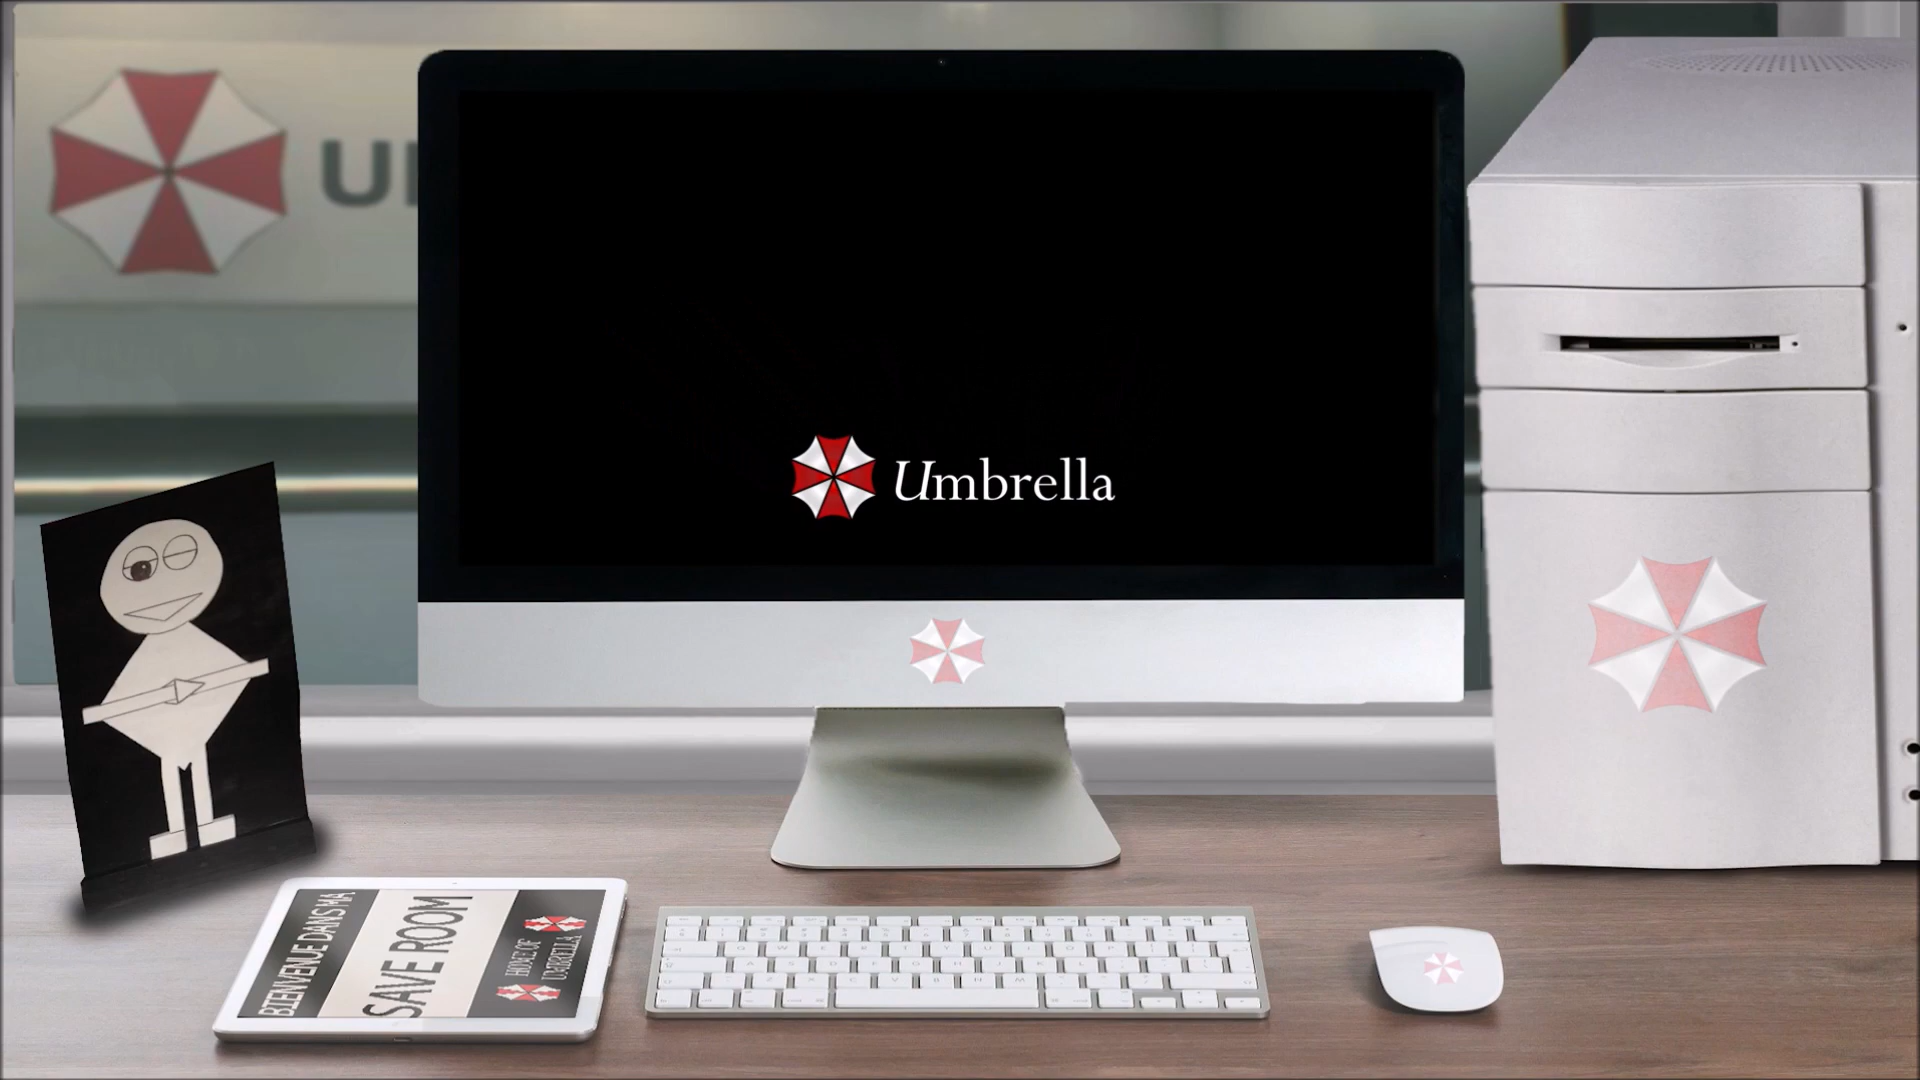 U
Umbrella
BIENVENUE DANS MA
SAVE ROOM
HOME OF
UMBRELLA